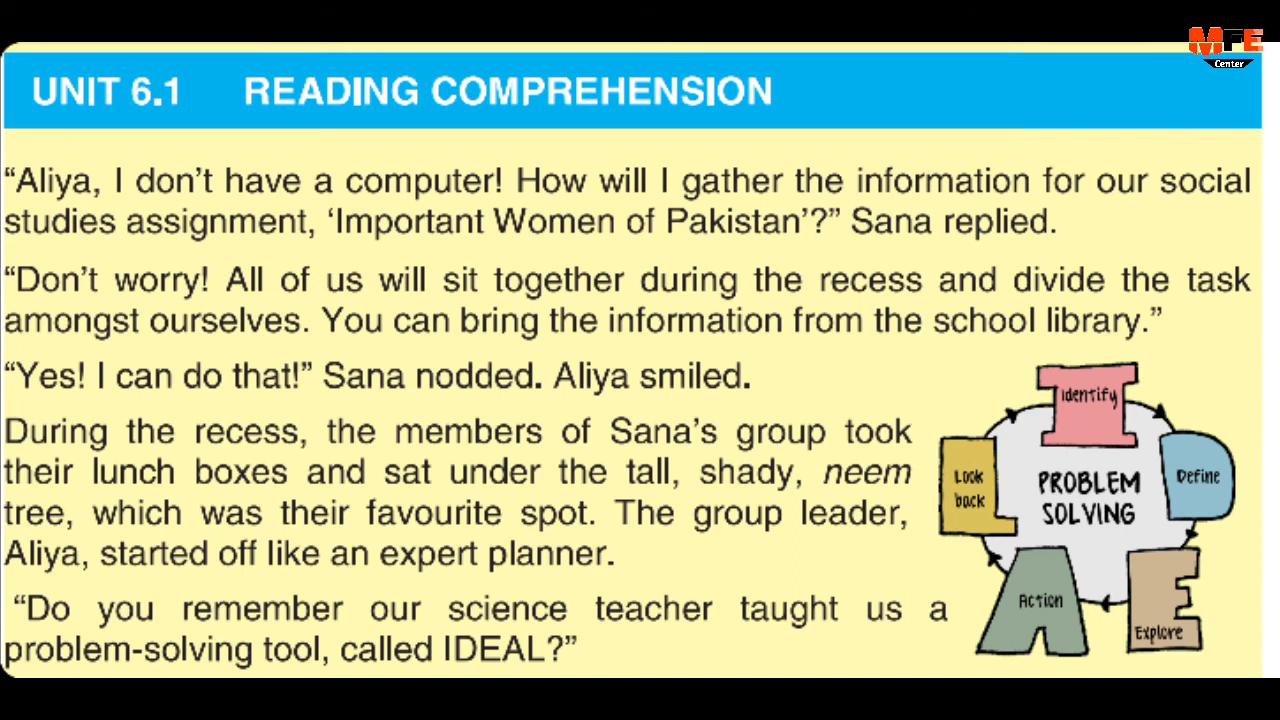 MFE
Center
UNIT 6.1 READING COMPREHENSION
“Aliya, I don’t have a computer! How will I gather the information for our social
studies assignment, ‘Important Women of Pakistan’?” Sana replied.
“Don’t worry! All of us will sit together during the recess and divide the task
amongst ourselves. You can bring the information from the school library.”
“Yes! I can do that!” Sana nodded. Aliya smiled.
During the recess, the members of Sana’s group took
their lunch boxes and sat under the tall, shady, neem
tree, which was their favourite spot. The group leader,
Aliya, started off like an expert planner.
“Do you remember our science teacher taught us a
problem-solving tool, called IDEAL?”
Identify
Define
Explore
Action
Look
back
PROBLEM
SOLVING